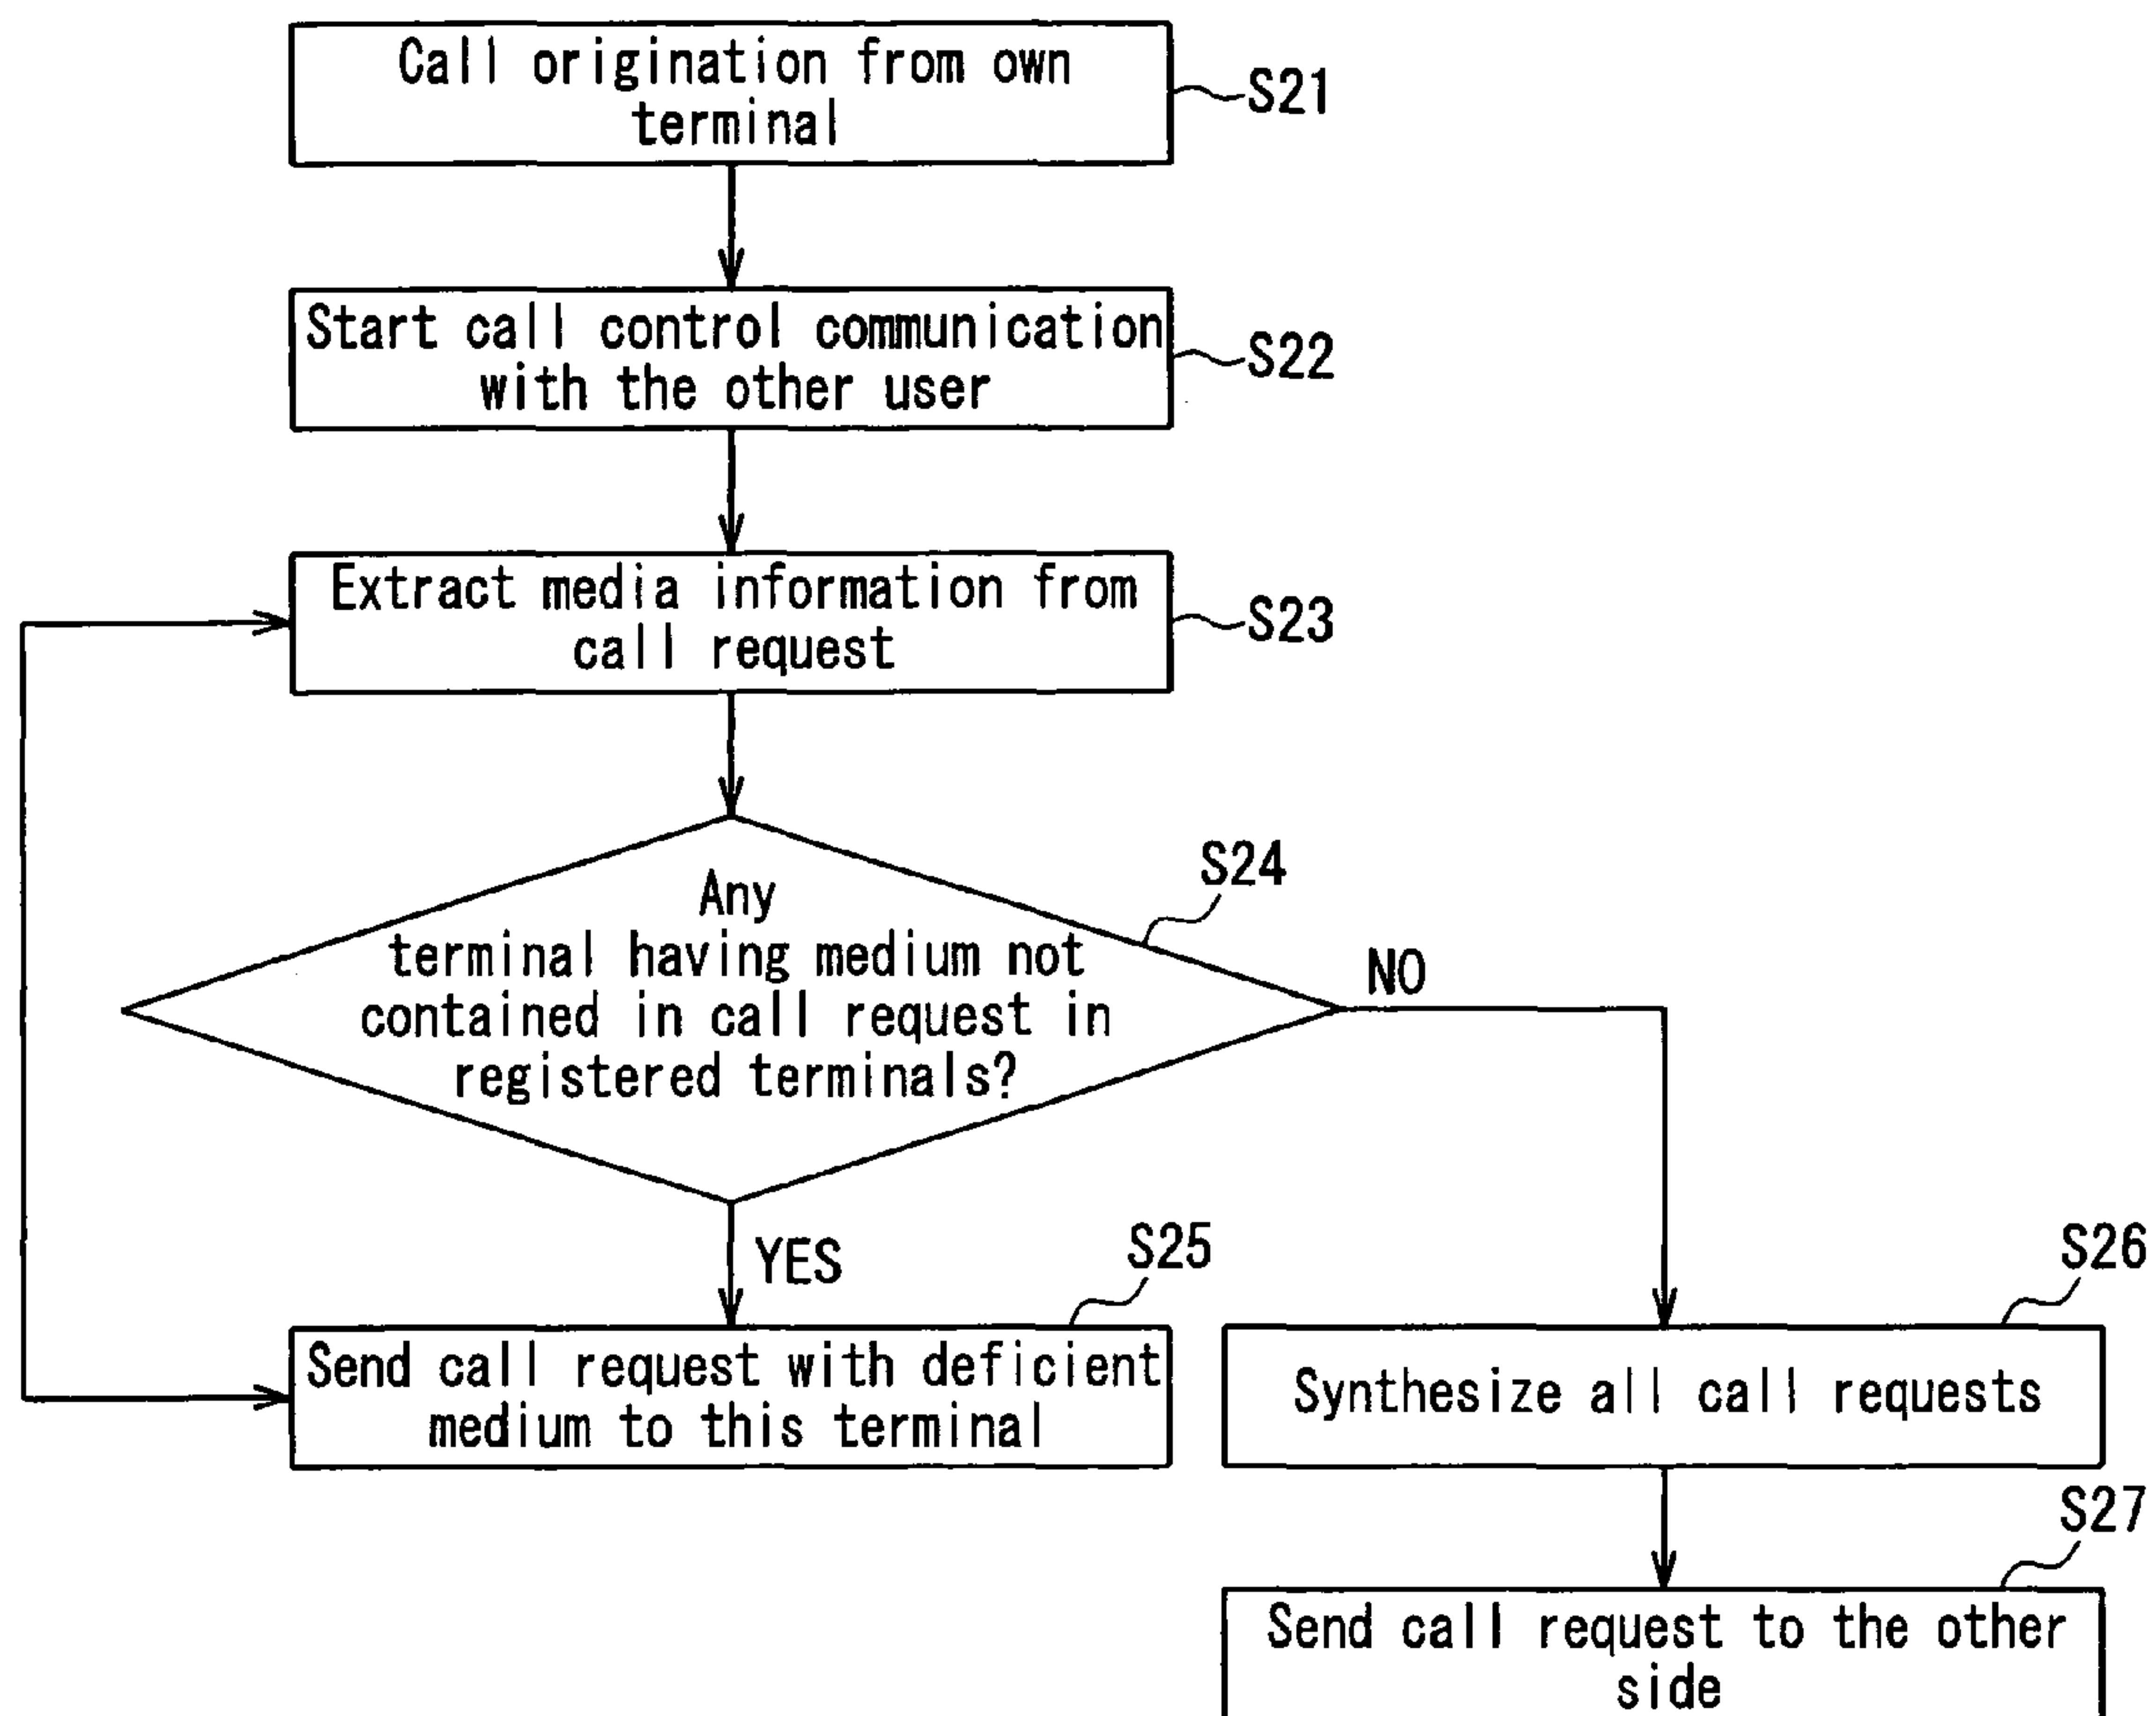 Call origination from own
terminal
S21
Start call control communication
with the other user
S22
Extract media information from
call request
S23
S24
Any
terminal having medium not
contained in call request in
registered terminals?
NO
YES
S25
Send call request with deficient
medium to this terminal
S26
Synthesize all call requests
S27
Send call request to the other
side